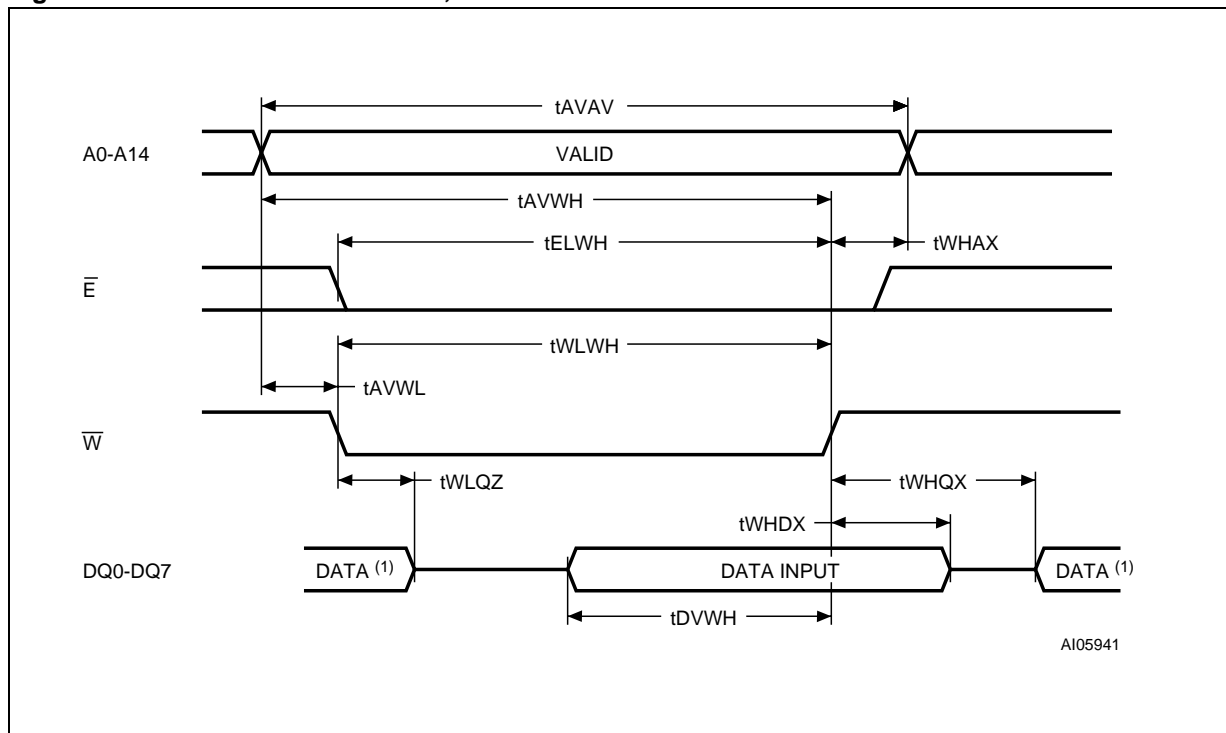 tAVAV
A0-A14
VALID
tAVWH
tELWH
tWHAX
E̅
tWLWH
tAVWL
W̅
tWLQZ
tWHQX
tWHDX
DQ0-DQ7
DATA (1)
DATA INPUT
DATA (1)
tDVWH
AI05941